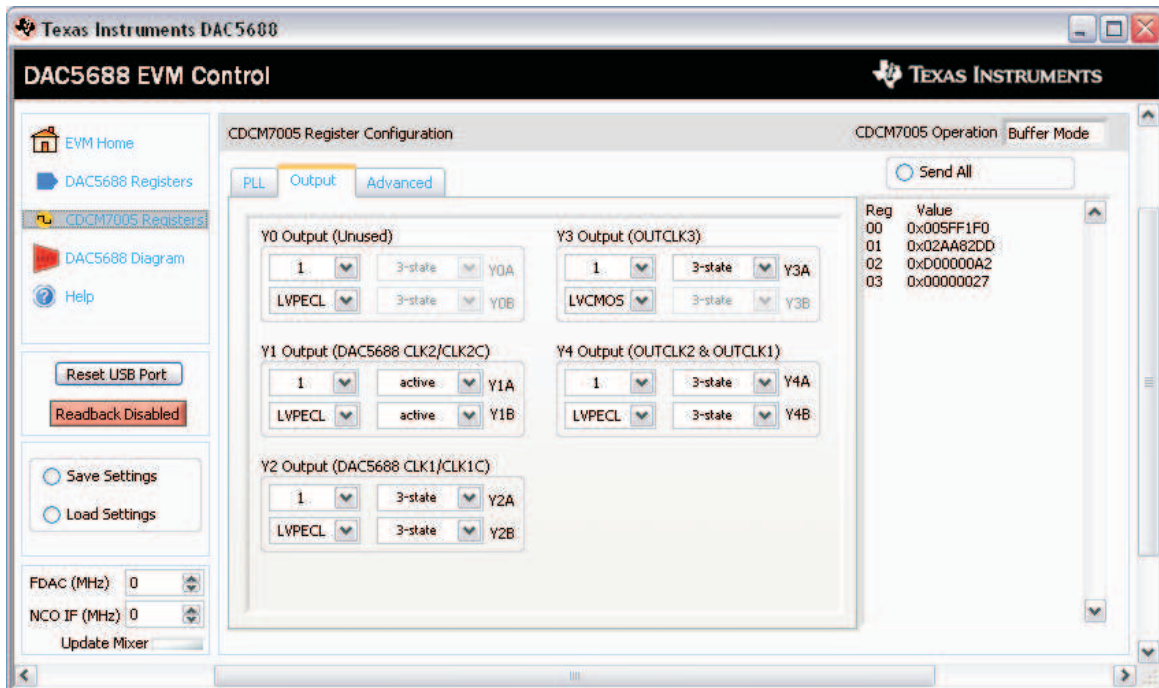 Texas Instruments DAC5688
DAC5688 EVM Control
TEXAS INSTRUMENTS
EVM Home
DAC5688 Registers
CDCM7005 Registers
DAC5688 Diagram
Help
Reset USB Port
Readback Disabled
Save Settings
Load Settings
FDAC (MHz) 0
NCO IF (MHz) 0
Update Mixer
CDCM7005 Register Configuration
CDCM7005 Operation Buffer Mode
PLL Output Advanced
Send All
Y0 Output (Unused)
1 3-state Y0A
LVPECL 3-state Y0B
Y3 Output (OUTCLK3)
1 3-state Y3A
LVCMOS 3-state Y3B
Y1 Output (DAC5688 CLK2/CLK2C)
1 active Y1A
LVPECL active Y1B
Y4 Output (OUTCLK2 & OUTCLK1)
1 3-state Y4A
LVPECL 3-state Y4B
Y2 Output (DAC5688 CLK1/CLK1C)
1 3-state Y2A
LVPECL 3-state Y2B
Reg Value
00 0x005FF1F0
01 0x02AA82DD
02 0xD00000A2
03 0x00000027